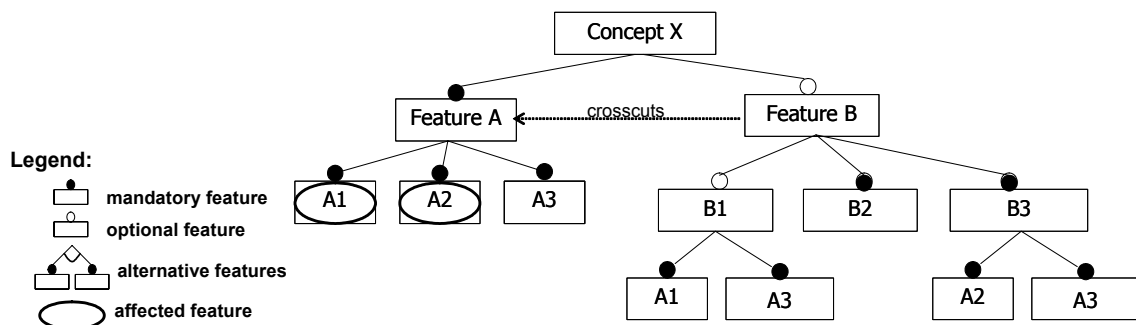 Concept X
Feature A
crosscuts
Feature B
Legend:
mandatory feature
optional feature
alternative features
affected feature
A1
A2
A3
B1
B2
B3
A1
A3
A2
A3